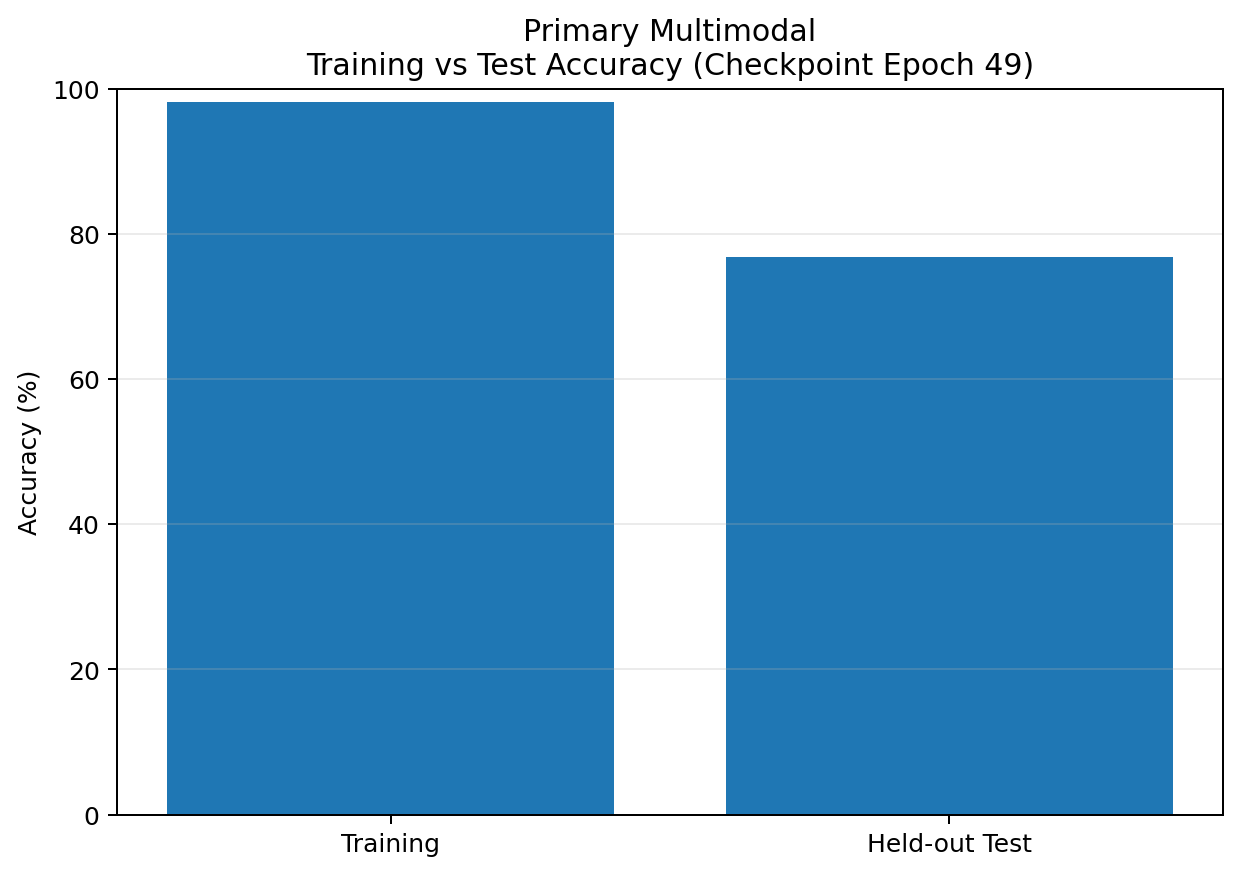 Primary Multimodal
Training vs Test Accuracy (Checkpoint Epoch 49)
100
80
60
40
20
0
Accuracy (%)
Training
Held-out Test